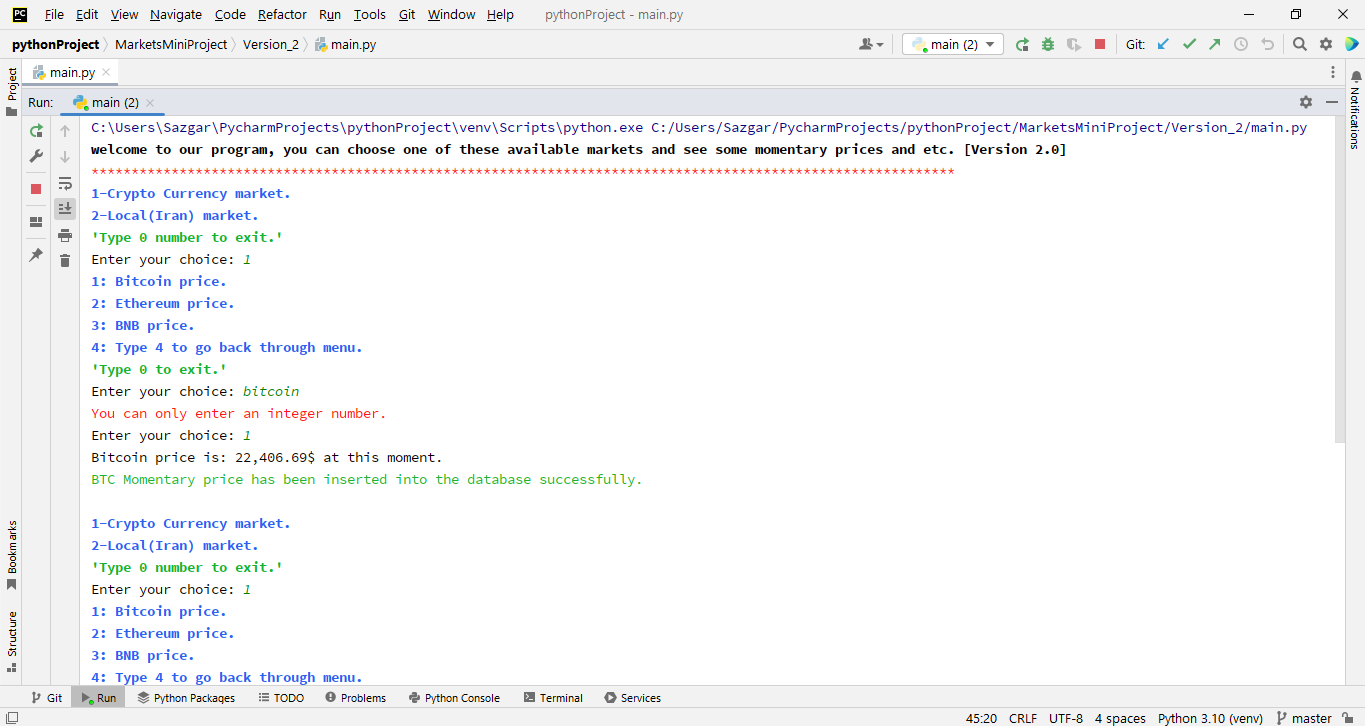 PC File Edit View Navigate Code Refactor Run Tools Git Window Help pythonProject - main.py
pythonProject MarketsMiniProject Version_2 main.py main (2) Git:
Project
main.py
Run: main (2)
Notifications
C:\Users\Sazgar\PycharmProjects\pythonProject\venv\Scripts\python.exe C:/Users/Sazgar/PycharmProjects/pythonProject/MarketsMiniProject/Version_2/main.py
welcome to our program, you can choose one of these available markets and see some momentary prices and etc. [Version 2.0]
************************************************************************************************************
1-Crypto Currency market.
2-Local(Iran) market.
'Type 0 number to exit.'
Enter your choice: 1
1: Bitcoin price.
2: Ethereum price.
3: BNB price.
4: Type 4 to go back through menu.
'Type 0 to exit.'
Enter your choice: bitcoin
You can only enter an integer number.
Enter your choice: 1
Bitcoin price is: 22,406.69$ at this moment.
BTC Momentary price has been inserted into the database successfully.
1-Crypto Currency market.
2-Local(Iran) market.
'Type 0 number to exit.'
Enter your choice: 1
1: Bitcoin price.
2: Ethereum price.
3: BNB price.
4: Type 4 to go back through menu.
Bookmarks
Structure
Git Run Python Packages TODO Problems Python Console Terminal Services
45:20 CRLF UTF-8 4 spaces Python 3.10 (venv) master